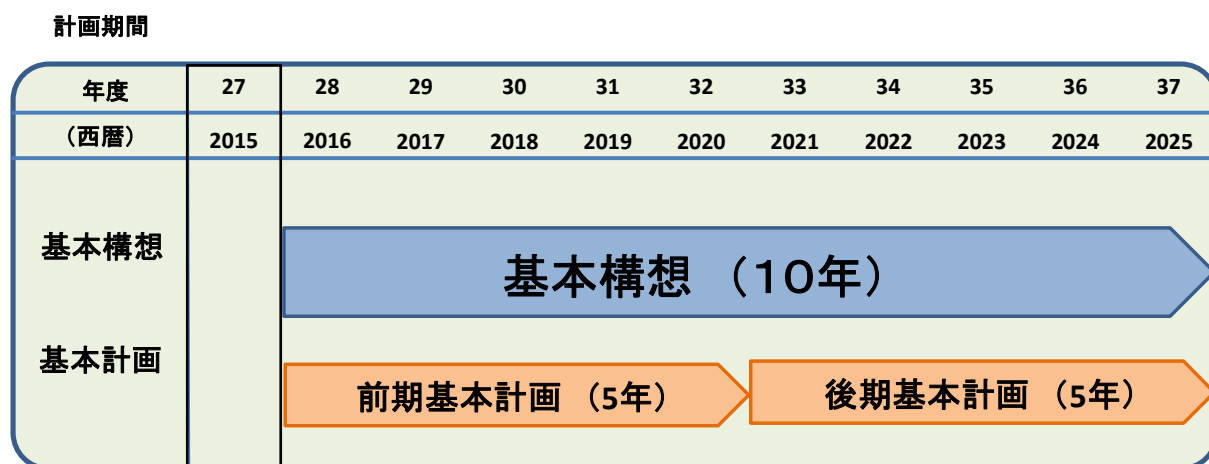 計画期間
年度 27 28 29 30 31 32 33 34 35 36 37
(西暦) 2015 2016 2017 2018 2019 2020 2021 2022 2023 2024 2025
基本構想
基本構想 (10年)
基本計画
前期基本計画 (5年)
後期基本計画 (5年)